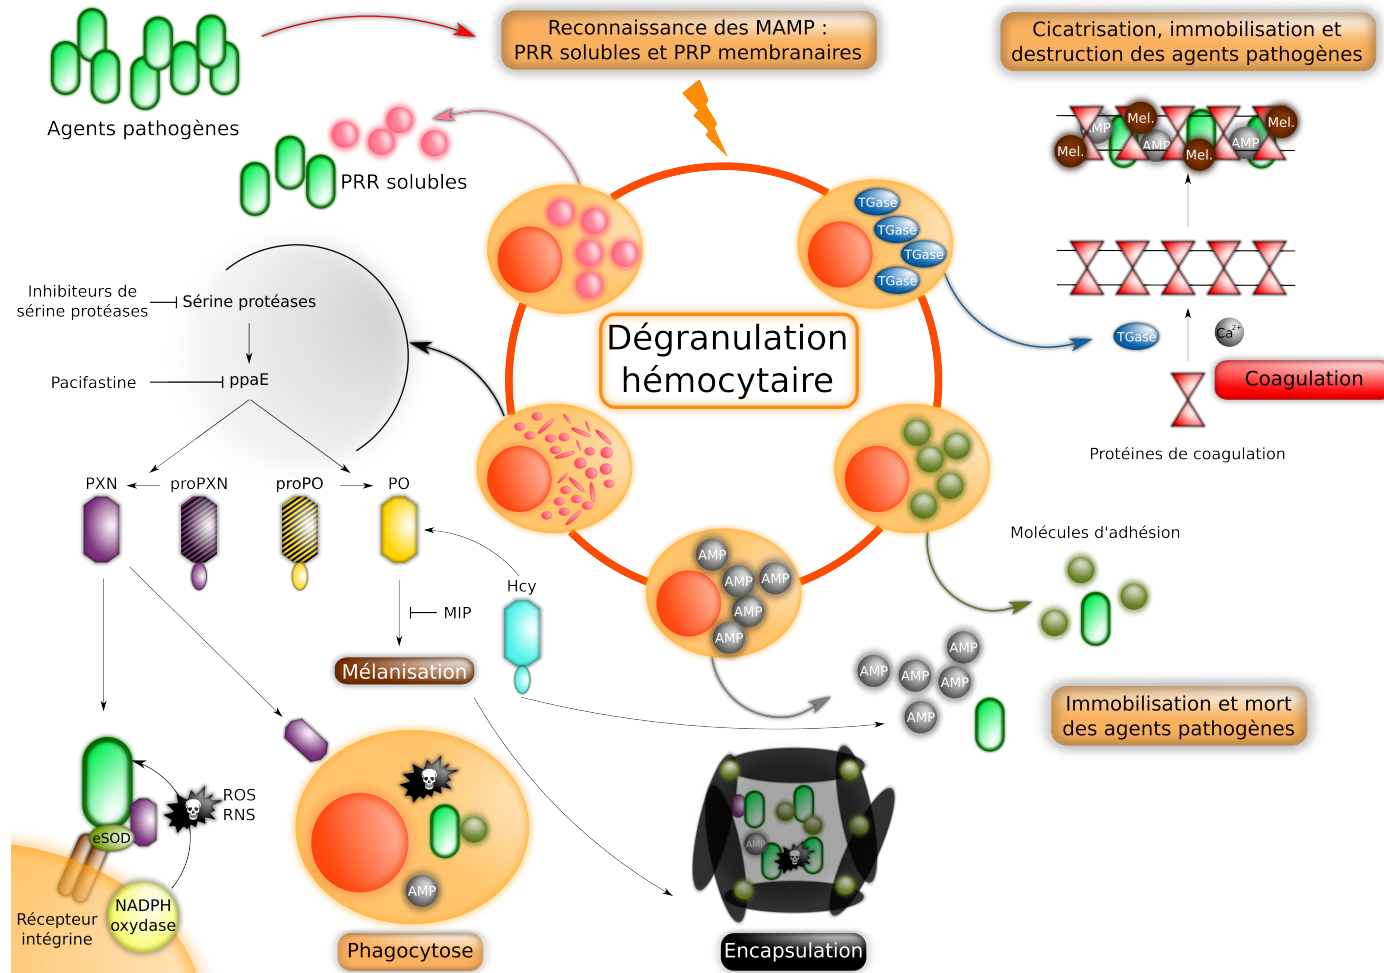 Reconnaissance des MAMP :
PRR solubles et PRP membranaires
Cicatrisation, immobilisation et
destruction des agents pathogènes
Agents pathogènes
PRR solubles
Mel.
Mel.
Mel.
Mel.
AMP
AMP
AMP
TGase
TGase
TGase
TGase
Inhibiteurs de
sérine protéases
Sérine protéases
Dégranulation
hémocytaire
TGase
Ca2+
Coagulation
Pacifastine
ppaE
Protéines de coagulation
PXN
proPXN
proPO
PO
Molécules d'adhésion
AMP
AMP
AMP
AMP
AMP
Hcy
MIP
Mélanisation
AMP
AMP
AMP
AMP
AMP
Immobilisation et mort
des agents pathogènes
ROS
RNS
eSOD
AMP
AMP
NADPH
oxydase
Récepteur
intégrine
Phagocytose
Encapsulation